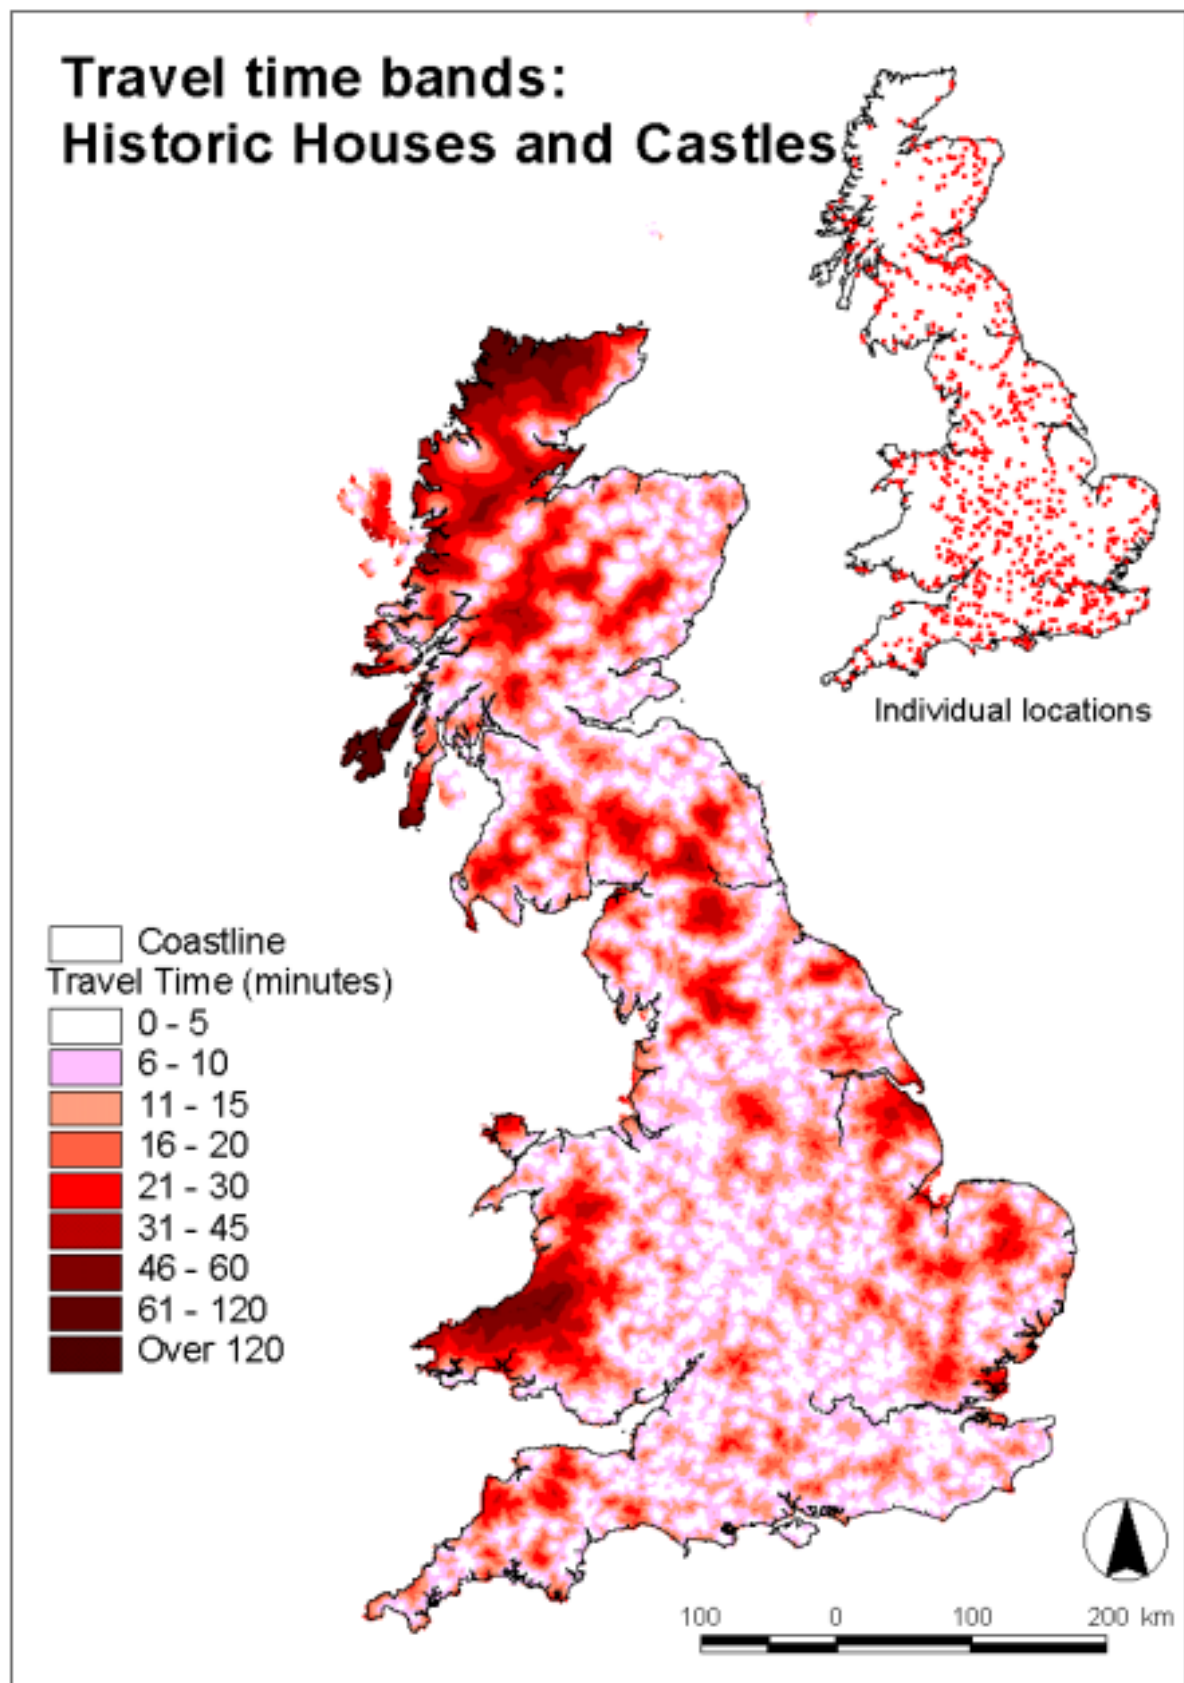 Travel time bands:
Historic Houses and Castles
Individual locations
Coastline
Travel Time (minutes)
0 - 5
6 - 10
11 - 15
16 - 20
21 - 30
31 - 45
46 - 60
61 - 120
Over 120
100 0 100 200 km